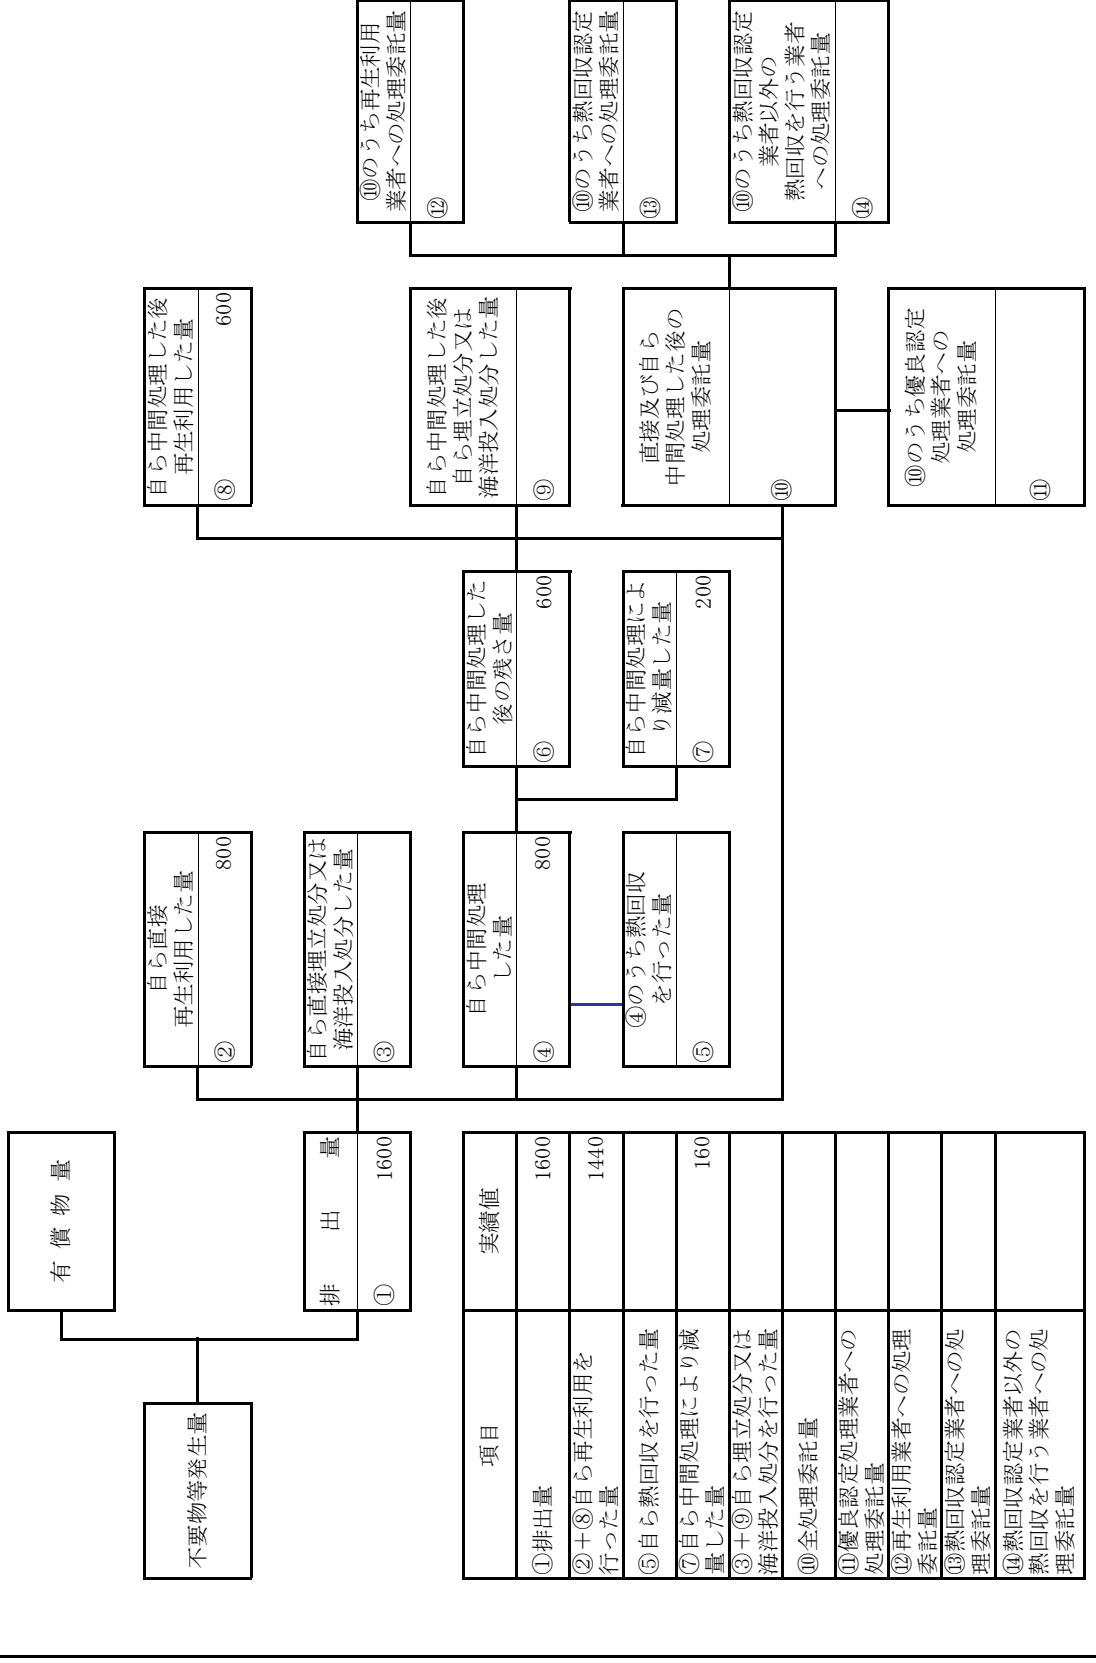 有 償 物 量
不要物等発生量
排 出 量
① 1600
自ら直接
再生利用した量
② 800
自ら直接埋立処分又は
海洋投入処分した量
③
自ら中間処理
した量
④ 800
④のうち熱回収
を行った量
⑤
自ら中間処理した
後の残さ量
⑥ 600
自ら中間処理によ
り減量した量
⑦ 200
自ら中間処理した後
再生利用した量
⑧ 600
自ら中間処理した後
自ら埋立処分又は
海洋投入処分した量
⑨
直接及び自ら
中間処理した後の
処理委託量
⑩
⑩のうち優良認定
処理業者への
処理委託量
⑪
⑩のうち再生利用
業者への処理委託量
⑫
⑩のうち熱回収認定
業者への処理委託量
⑬
⑩のうち熱回収認定
業者以外の
熱回収を行う業者
への処理委託量
⑭
項目 実績値
①排出量 1600
②＋⑧自ら再生利用を
行った量 1440
⑤自ら熱回収を行った量
⑦自ら中間処理により減
量した量 160
③＋⑨自ら埋立処分又は
海洋投入処分を行った量
⑩全処理委託量
⑪優良認定処理業者への
処理委託量
⑫再生利用業者への処理
委託量
⑬熱回収認定業者への処
理委託量
⑭熱回収認定業者以外の
熱回収を行う業者への処
理委託量